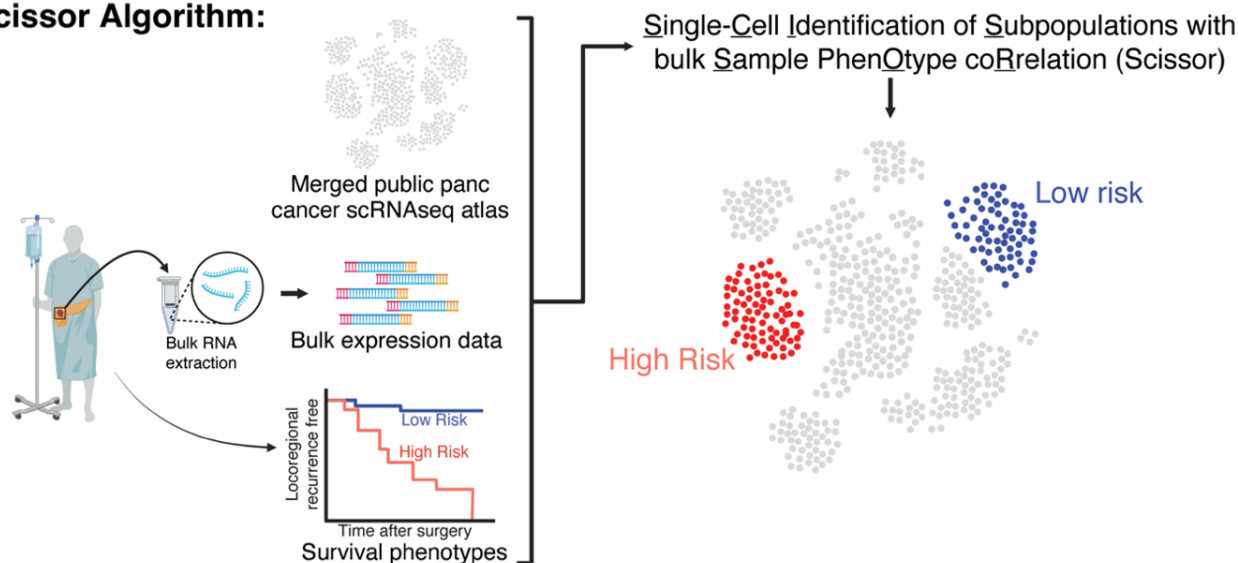 cissor Algorithm:
Merged public panc
cancer scRNAseq atlas
Bulk RNA
extraction
Bulk expression data
Locoregional
recurrence free
Low Risk
High Risk
Time after surgery
Survival phenotypes
Single-Cell Identification of Subpopulations with
bulk Sample PhenOtype coRrelation (Scissor)
Low risk
High Risk